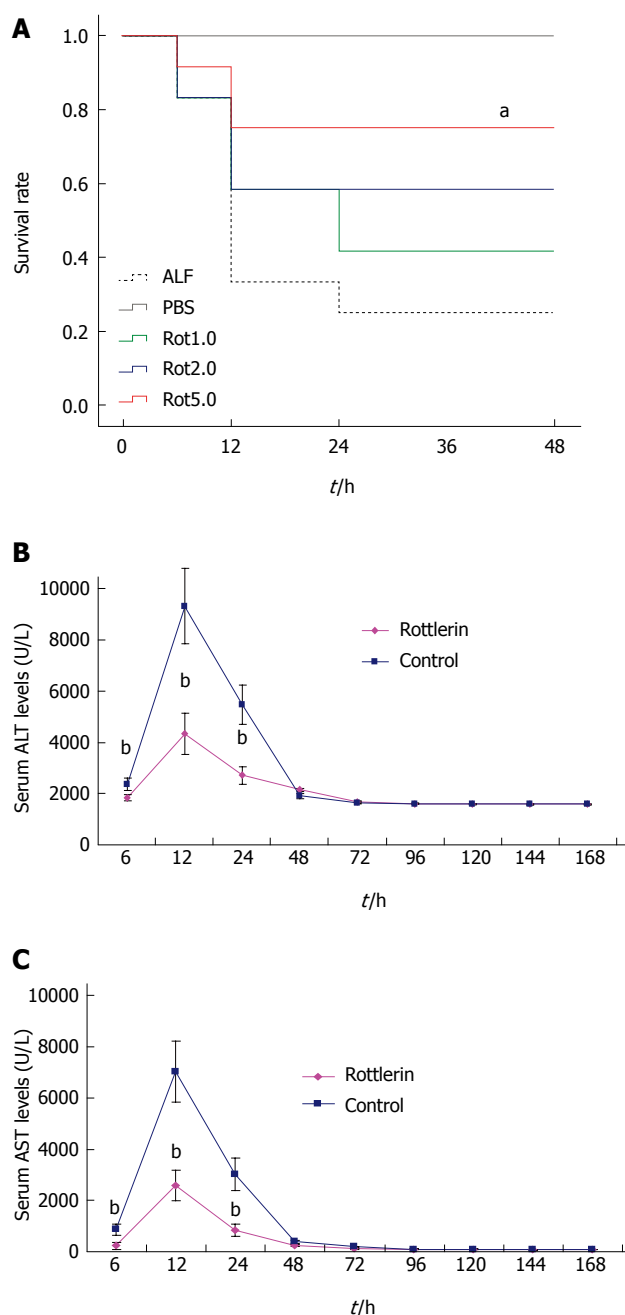 A
1.0
0.8
0.6
0.4
0.2
0.0
Survival rate
a
ALF
PBS
Rot1.0
Rot2.0
Rot5.0
0 12 24 36 48
t/h
B
10000
8000
6000
4000
2000
0
Serum ALT levels (U/L)
Rottlerin
Control
b
b
b
6 12 24 48 72 96 120 144 168
t/h
C
10000
8000
6000
4000
2000
0
Serum AST levels (U/L)
Rottlerin
Control
b
b
b
6 12 24 48 72 96 120 144 168
t/h